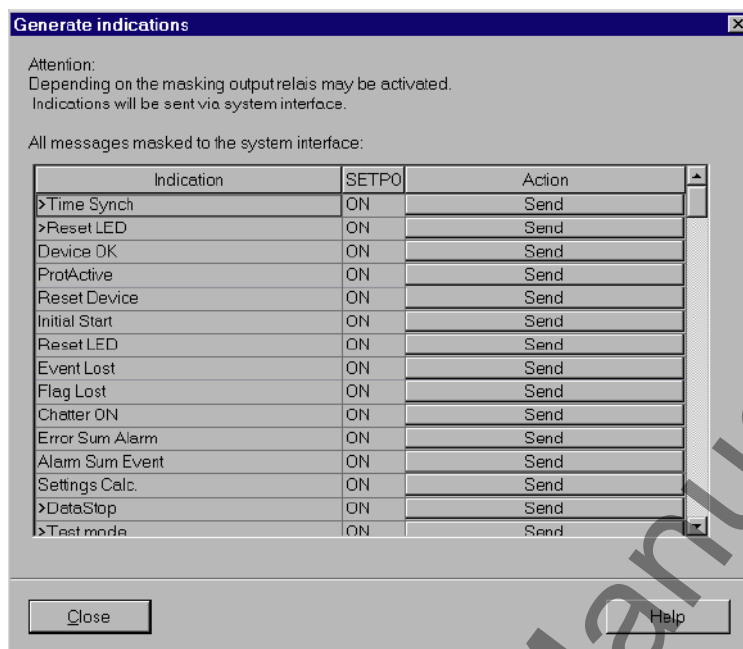 Generate indications
Attention:
Depending on the masking output relais may be activated.
Indications will be sent via system interface.
All messages masked to the system interface:
Indication SETPO Action
>Time Synch ON Send
>Reset LED ON Send
Device OK ON Send
ProtActive ON Send
Reset Device ON Send
Initial Start ON Send
Reset LED ON Send
Event Lost ON Send
Flag Lost ON Send
Chatter ON ON Send
Error Sum Alarm ON Send
Alarm Sum Event ON Send
Settings Calc. ON Send
>DataStop ON Send
>Test mode ON Send
Close Help